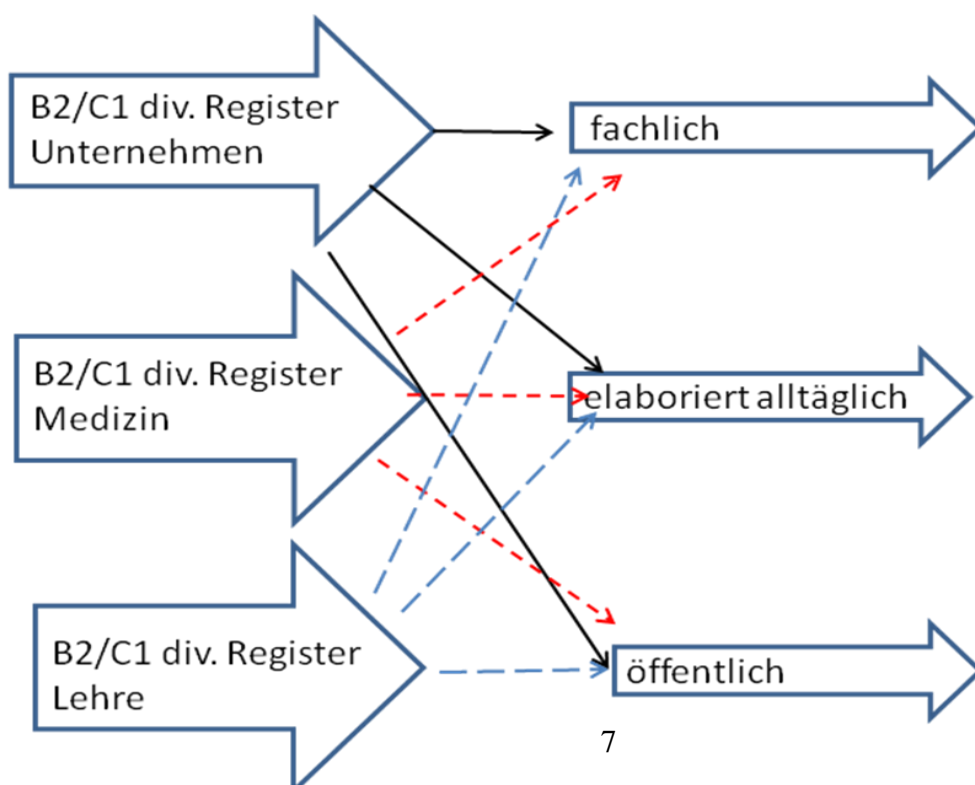 B2/C1 div. Register
Unternehmen
fachlich
B2/C1 div. Register
Medizin
elaboriert alltäglich
B2/C1 div. Register
Lehre
öffentlich
7